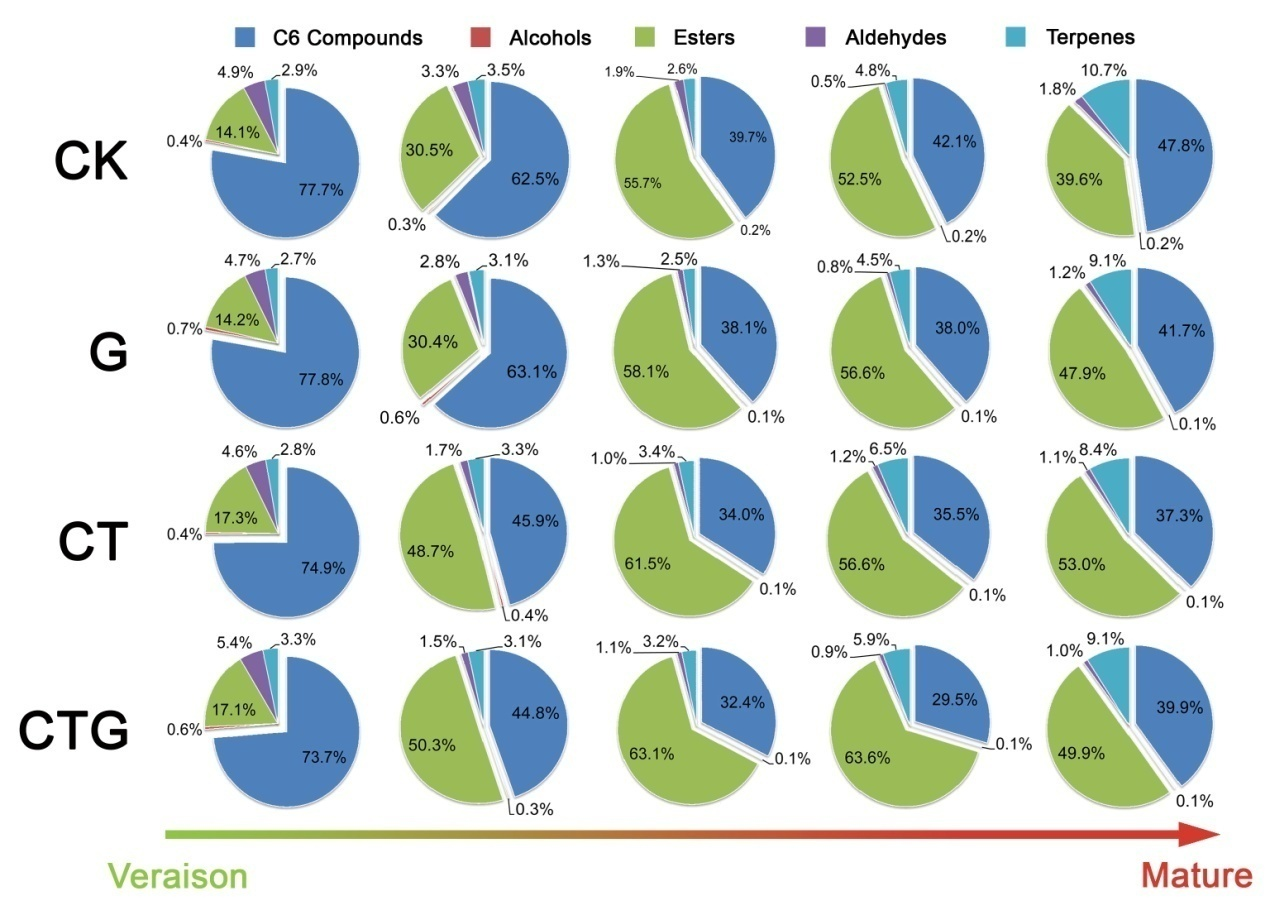 C6 Compounds Alcohols Esters Aldehydes Terpenes
4.9% 2.9% 3.3% 3.5% 1.9% 2.6% 0.5% 4.8% 1.8% 10.7%
CK 0.4% 14.1% 77.7% 30.5% 62.5% 0.3% 55.7% 39.7% 0.2% 52.5% 42.1% 0.2% 39.6% 47.8% 0.2%
4.7% 2.7% 2.8% 3.1% 1.3% 2.5% 0.8% 4.5% 1.2% 9.1%
G 0.7% 14.2% 77.8% 30.4% 63.1% 0.6% 58.1% 38.1% 0.1% 56.6% 38.0% 0.1% 47.9% 41.7% 0.1%
4.6% 2.8% 1.7% 3.3% 1.0% 3.4% 1.2% 6.5% 1.1% 8.4%
CT 0.4% 17.3% 74.9% 48.7% 45.9% 0.4% 61.5% 34.0% 0.1% 56.6% 35.5% 0.1% 53.0% 37.3% 0.1%
5.4% 3.3% 1.5% 3.1% 1.1% 3.2% 0.9% 5.9% 1.0% 9.1%
CTG 0.6% 17.1% 73.7% 50.3% 44.8% 0.3% 63.1% 32.4% 0.1% 63.6% 29.5% 0.1% 49.9% 39.9% 0.1%
Veraison Mature